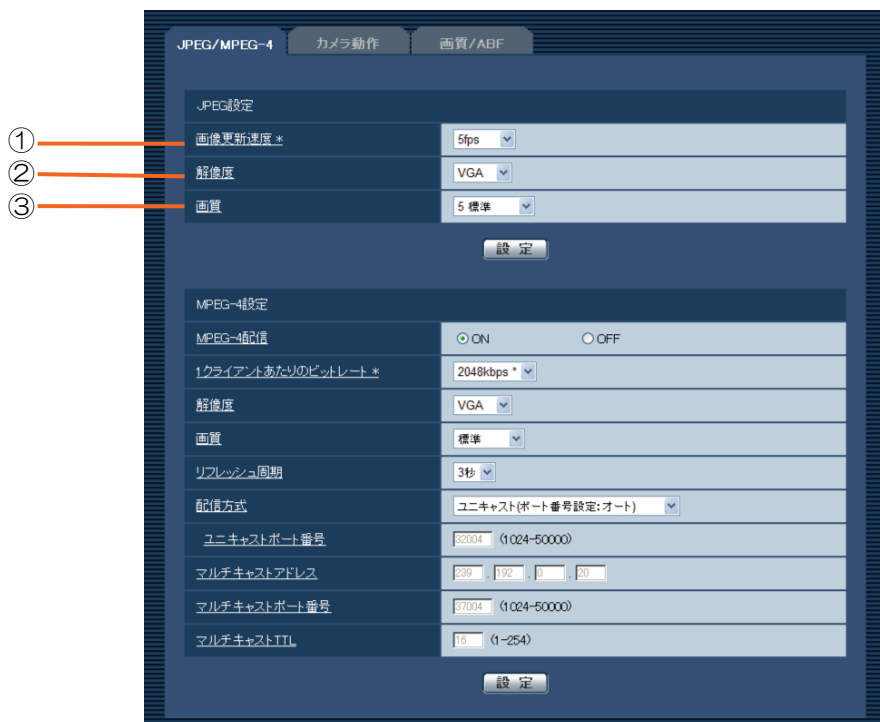 JPEG/MPEG-4 カメラ動作 画質/ABF
JPEG設定
① 画像更新速度＊ 5fps
② 解像度 VGA
③ 画質 5 標準
設 定
MPEG-4設定
MPEG-4配信 ON OFF
1クライアントあたりのビットレート＊ 2048kbps *
解像度 VGA
画質 標準
リフレッシュ周期 3秒
配信方式 ユニキャスト(ポート番号設定:オート)
ユニキャストポート番号 32004 (1024-50000)
マルチキャストアドレス 239 . 192 . 0 . 20
マルチキャストポート番号 37004 (1024-50000)
マルチキャストTTL 16 (1-254)
設 定